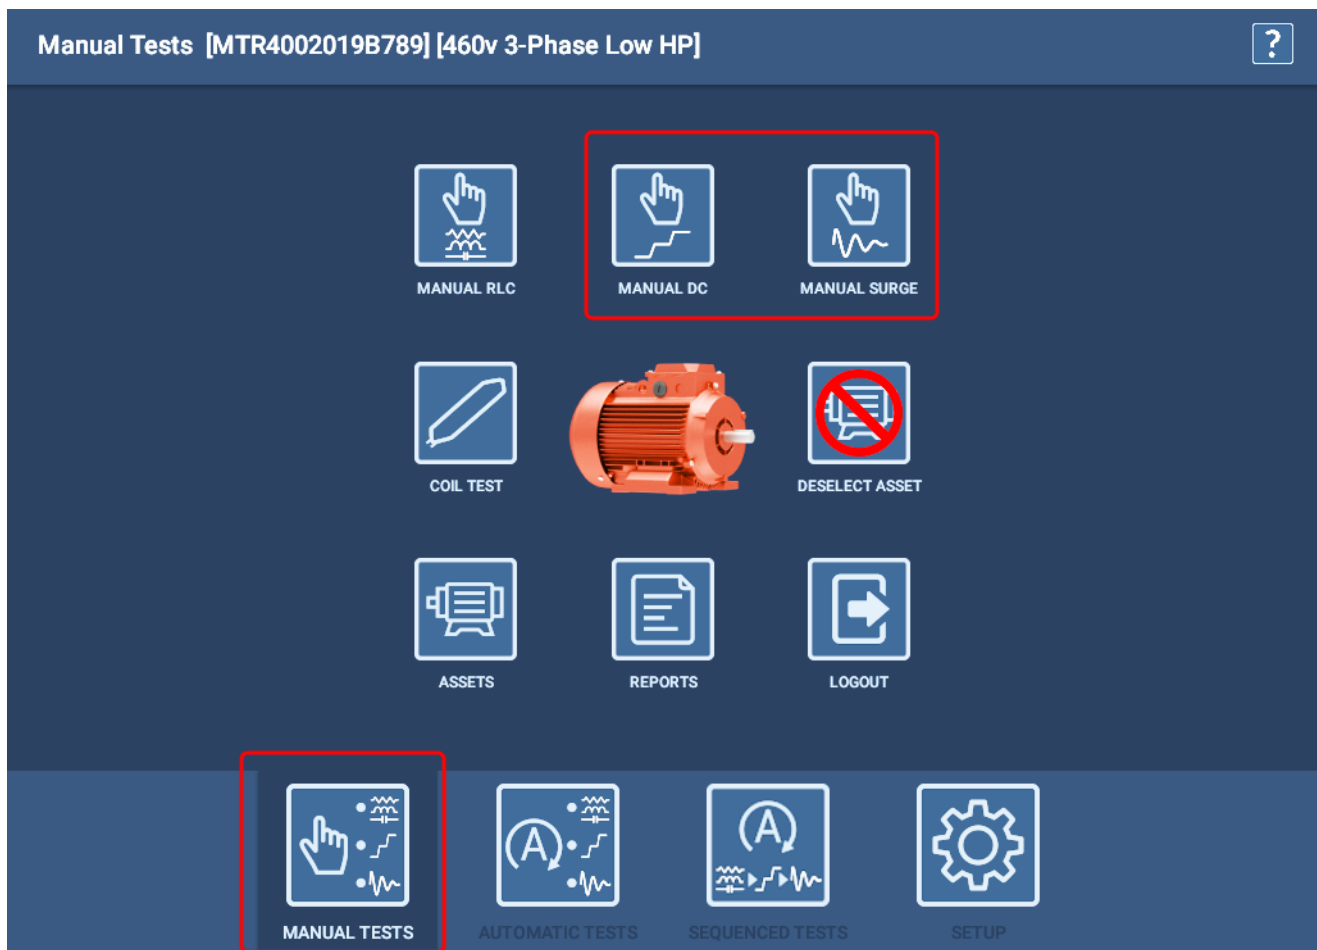 Manual Tests [MTR4002019B789] [460v 3-Phase Low HP]
?
MANUAL RLC
MANUAL DC
MANUAL SURGE
COIL TEST
DESELECT ASSET
ASSETS
REPORTS
LOGOUT
A
A
MANUAL TESTS
AUTOMATIC TESTS
SEQUENCED TESTS
SETUP